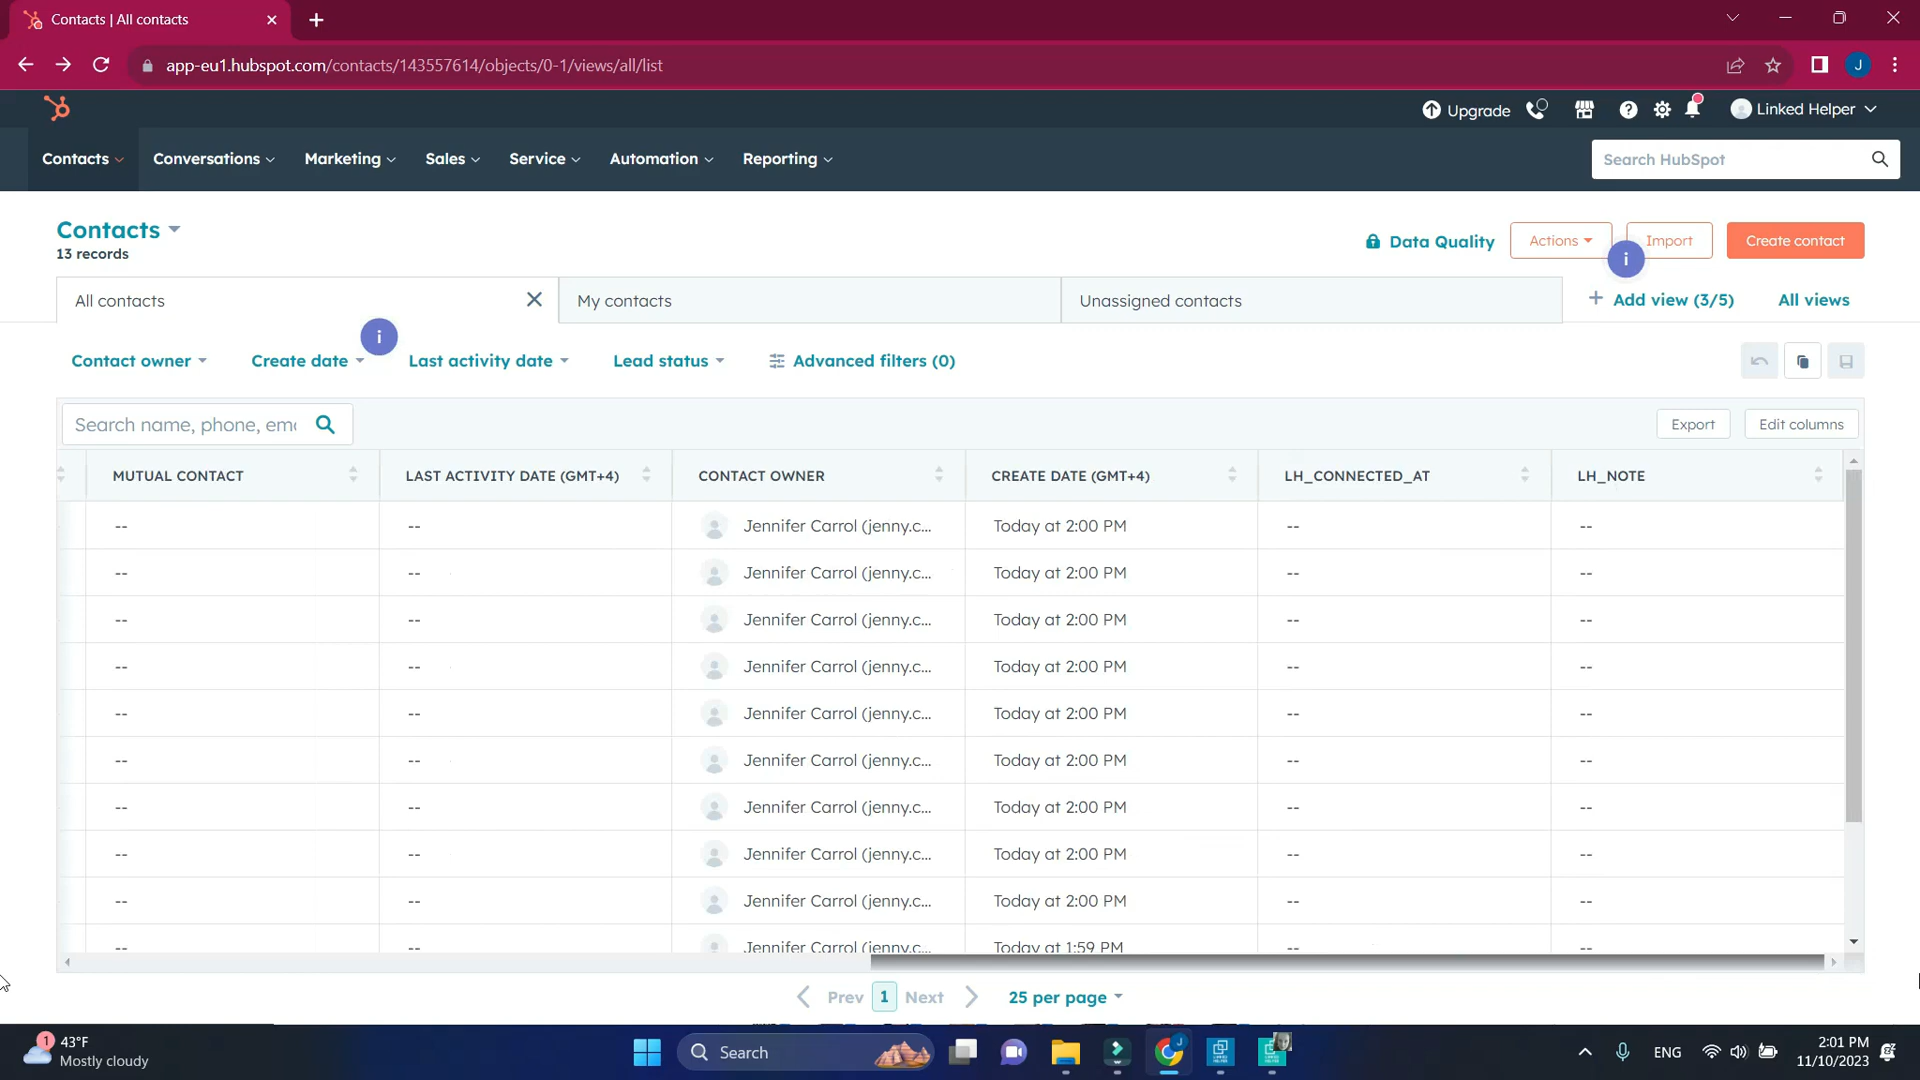 Contacts | All contacts
app-eu1.hubspot.com/contacts/143557614/objects/0-1/views/all/list
J
Upgrade
Linked Helper
Contacts
Conversations
Marketing
Sales
Service
Automation
Reporting
Search HubSpot
Contacts
13 records
Data Quality
Actions
Import
Create contact
i
All contacts
My contacts
Unassigned contacts
+ Add view (3/5)
All views
i
Contact owner
Create date
Last activity date
Lead status
Advanced filters (0)
Search name, phone, ema
Export
Edit columns
MUTUAL CONTACT
LAST ACTIVITY DATE (GMT+4)
CONTACT OWNER
CREATE DATE (GMT+4)
LH_CONNECTED_AT
LH_NOTE
-- -- Jennifer Carrol (jenny.c... Today at 2:00 PM -- --
-- -- Jennifer Carrol (jenny.c... Today at 2:00 PM -- --
-- -- Jennifer Carrol (jenny.c... Today at 2:00 PM -- --
-- -- Jennifer Carrol (jenny.c... Today at 2:00 PM -- --
-- -- Jennifer Carrol (jenny.c... Today at 2:00 PM -- --
-- -- Jennifer Carrol (jenny.c... Today at 2:00 PM -- --
-- -- Jennifer Carrol (jenny.c... Today at 2:00 PM -- --
-- -- Jennifer Carrol (jenny.c... Today at 2:00 PM -- --
-- -- Jennifer Carrol (jenny.c... Today at 2:00 PM -- --
-- -- Jennifer Carrol (jenny.c... Today at 1:59 PM -- --
Prev 1 Next
25 per page
1
43°F
Mostly cloudy
Search
J
ENG
2:01 PM
11/10/2023